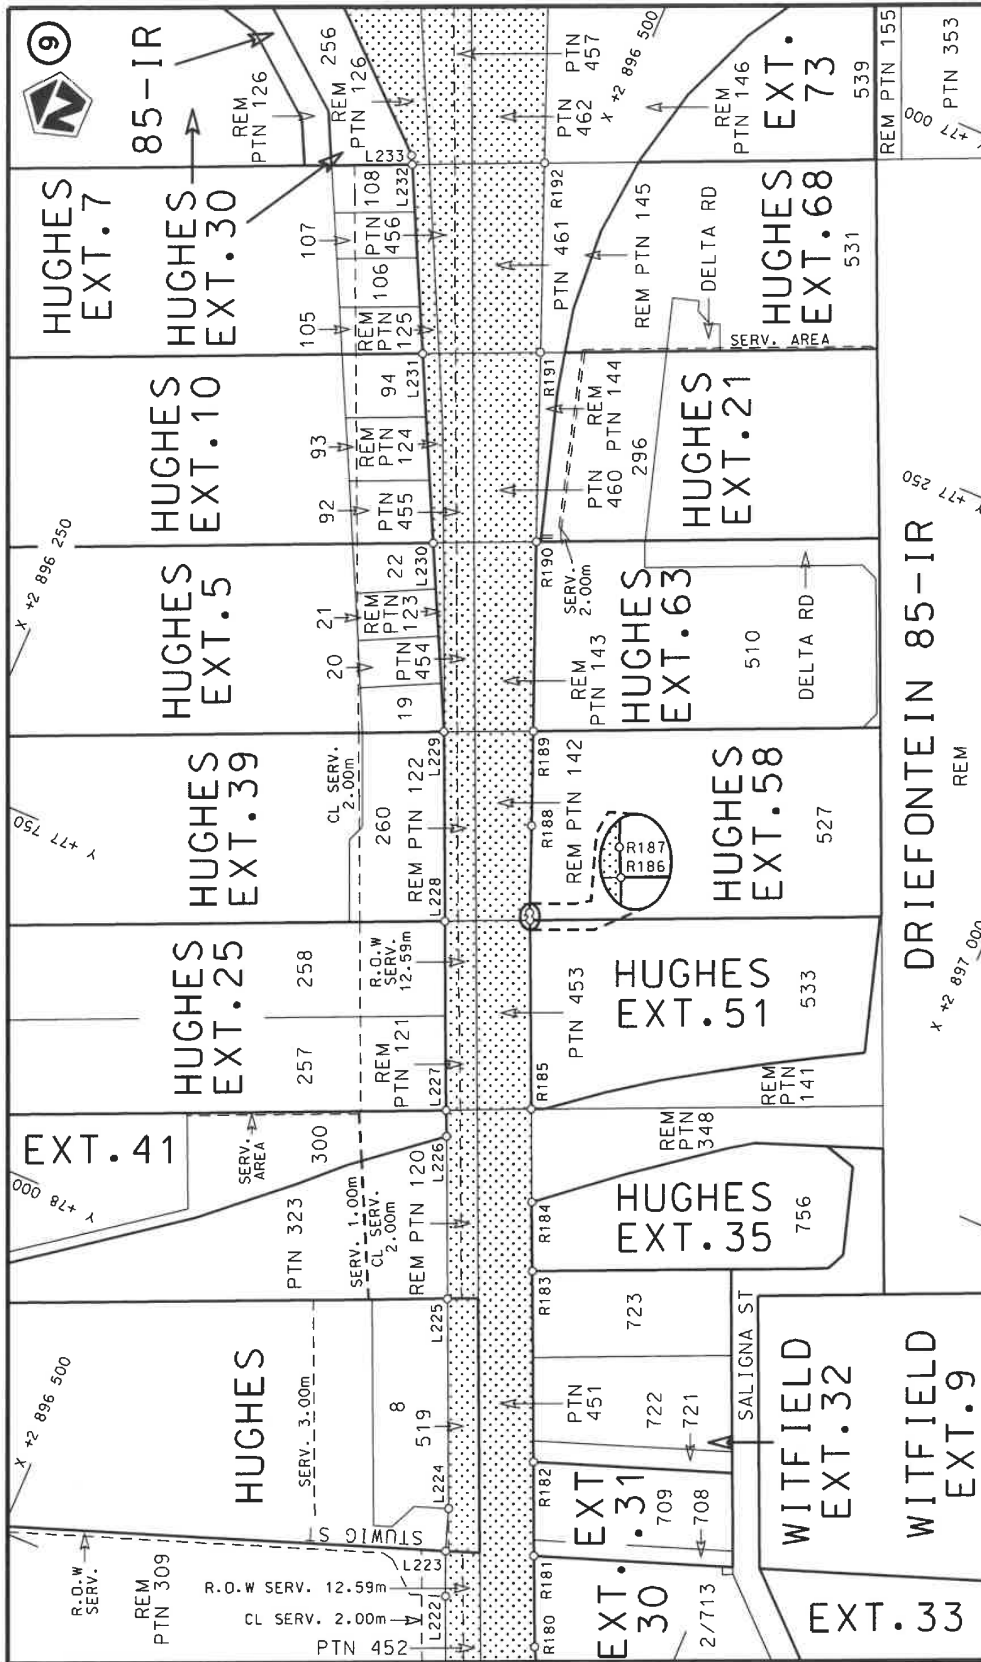 9
N
85-IR
HUGHES
EXT.7
HUGHES
EXT.30
REM
PTN 126
256
REM
PTN 126
PTN
457
PTN
462
X +2 896 500
REM
PTN 146
EXT.
73
539
REM PTN 155
PTN 353
+77 000
Y
L233
L232
108
107
PTN
456
106
105
REM
PTN
125
R192
PTN 461
REM PTN 145
DELTA RD
HUGHES
EXT.68
531
SERV. AREA
HUGHES
EXT.10
L231
94
93
REM
PTN
124
92
PTN
455
R191
REM
PTN 144
PTN
460
296
HUGHES
EXT.21
Y +77 250
X +2 896 250
HUGHES
EXT.5
L230
22
21
REM
PTN
123
20
PTN
454
19
R190
SERV.
2.00m
REM
PTN 143
HUGHES
EXT.63
510
DELTA RD
DRIEFONTEIN 85-IR
REM
Y +77 750
HUGHES
EXT.39
CL SERV.
2.00m
260
REM PTN 122
L229
L228
R189
R188
REM PTN 142
R187
R186
HUGHES
EXT.58
527
X +2 897 000
HUGHES
EXT.25
258
257
R.O.W
SERV.
12.59m
REM
PTN 121
L227
PTN 453
R185
HUGHES
EXT.51
533
REM
PTN
141
EXT.41
SERV.
AREA
300
Y +78 000
PTN 323
SERV. 1.00m
CL SERV.
2.00m
REM PTN 120
L226
L225
REM
PTN
348
R184
R183
HUGHES
EXT.35
756
X +2 896 500
HUGHES
SERV. 3.00m
8
519
L224
STUWIG S
PTN
451
723
722
721
SALIGNA ST
R182
WITFIELD
EXT.32
WITFIELD
EXT.9
R.O.W
SERV.
REM
PTN 309
R.O.W SERV. 12.59m
CL SERV. 2.00m
PTN 452
L223
L222
R181
R180
EXT
.31
709
708
EXT.
30
2/713
EXT.33